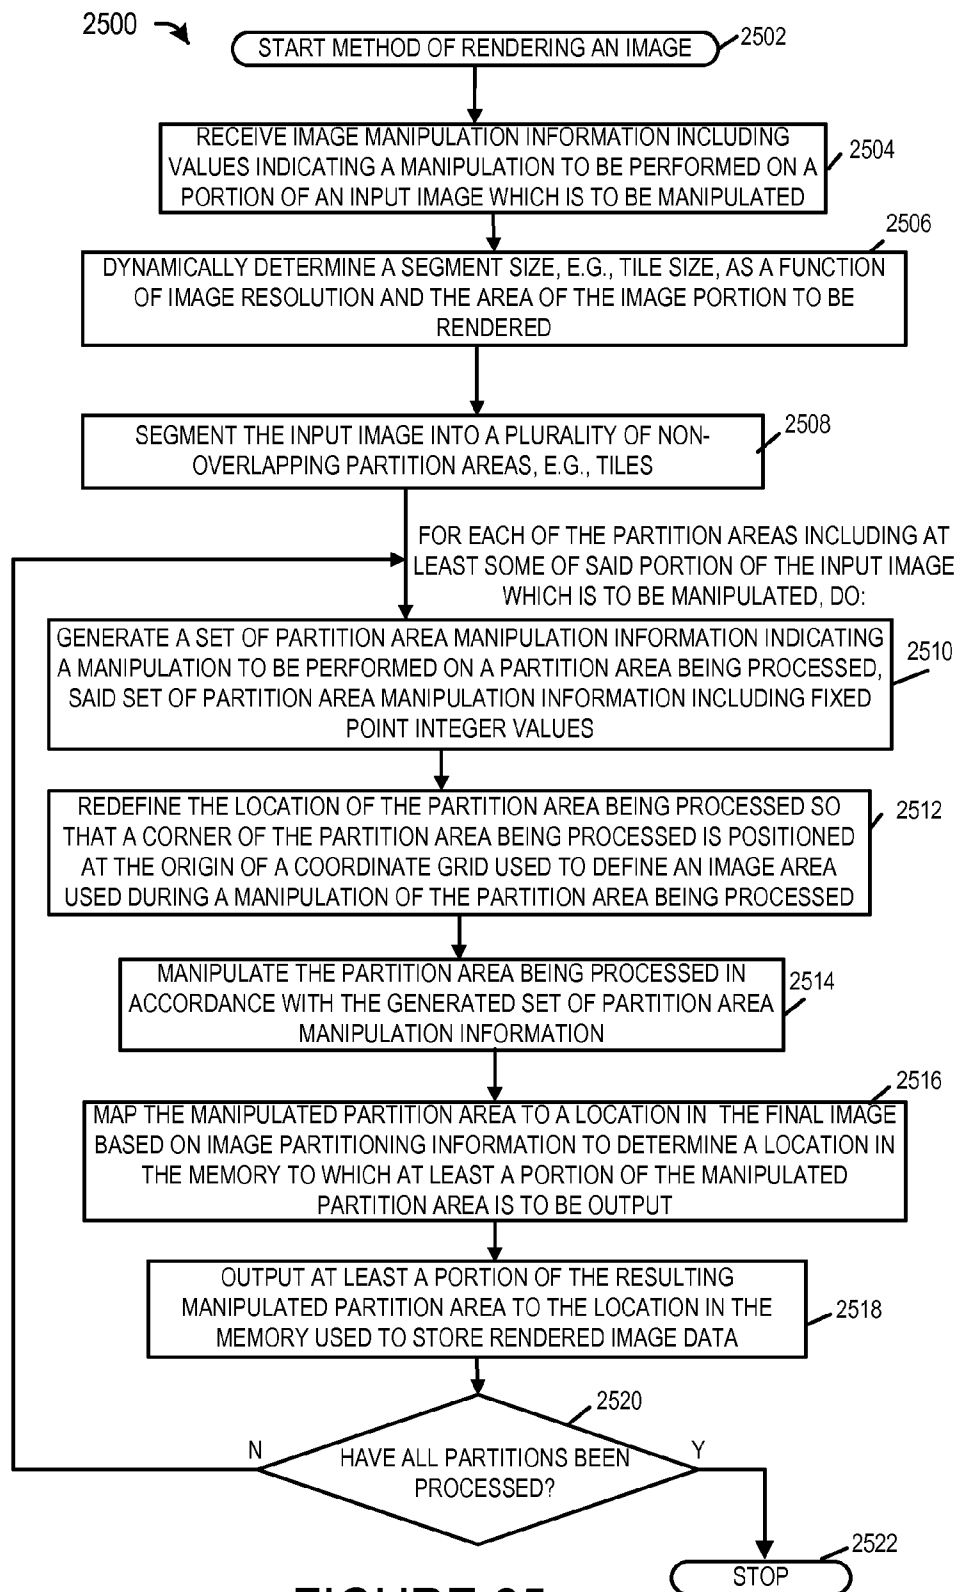 2500
START METHOD OF RENDERING AN IMAGE
2502
RECEIVE IMAGE MANIPULATION INFORMATION INCLUDING
VALUES INDICATING A MANIPULATION TO BE PERFORMED ON A
PORTION OF AN INPUT IMAGE WHICH IS TO BE MANIPULATED
2504
2506
DYNAMICALLY DETERMINE A SEGMENT SIZE, E.G., TILE SIZE, AS A FUNCTION
OF IMAGE RESOLUTION AND THE AREA OF THE IMAGE PORTION TO BE
RENDERED
SEGMENT THE INPUT IMAGE INTO A PLURALITY OF NON-
OVERLAPPING PARTITION AREAS, E.G., TILES
2508
FOR EACH OF THE PARTITION AREAS INCLUDING AT
LEAST SOME OF SAID PORTION OF THE INPUT IMAGE
WHICH IS TO BE MANIPULATED, DO:
GENERATE A SET OF PARTITION AREA MANIPULATION INFORMATION INDICATING
A MANIPULATION TO BE PERFORMED ON A PARTITION AREA BEING PROCESSED,
SAID SET OF PARTITION AREA MANIPULATION INFORMATION INCLUDING FIXED
POINT INTEGER VALUES
2510
REDEFINE THE LOCATION OF THE PARTITION AREA BEING PROCESSED SO
THAT A CORNER OF THE PARTITION AREA BEING PROCESSED IS POSITIONED
AT THE ORIGIN OF A COORDINATE GRID USED TO DEFINE AN IMAGE AREA
USED DURING A MANIPULATION OF THE PARTITION AREA BEING PROCESSED
2512
MANIPULATE THE PARTITION AREA BEING PROCESSED IN
ACCORDANCE WITH THE GENERATED SET OF PARTITION AREA
MANIPULATION INFORMATION
2514
2516
MAP THE MANIPULATED PARTITION AREA TO A LOCATION IN THE FINAL IMAGE
BASED ON IMAGE PARTITIONING INFORMATION TO DETERMINE A LOCATION IN
THE MEMORY TO WHICH AT LEAST A PORTION OF THE MANIPULATED
PARTITION AREA IS TO BE OUTPUT
OUTPUT AT LEAST A PORTION OF THE RESULTING
MANIPULATED PARTITION AREA TO THE LOCATION IN THE
MEMORY USED TO STORE RENDERED IMAGE DATA
2518
2520
N
HAVE ALL PARTITIONS BEEN
PROCESSED?
Y
2522
STOP
FIGURE 25